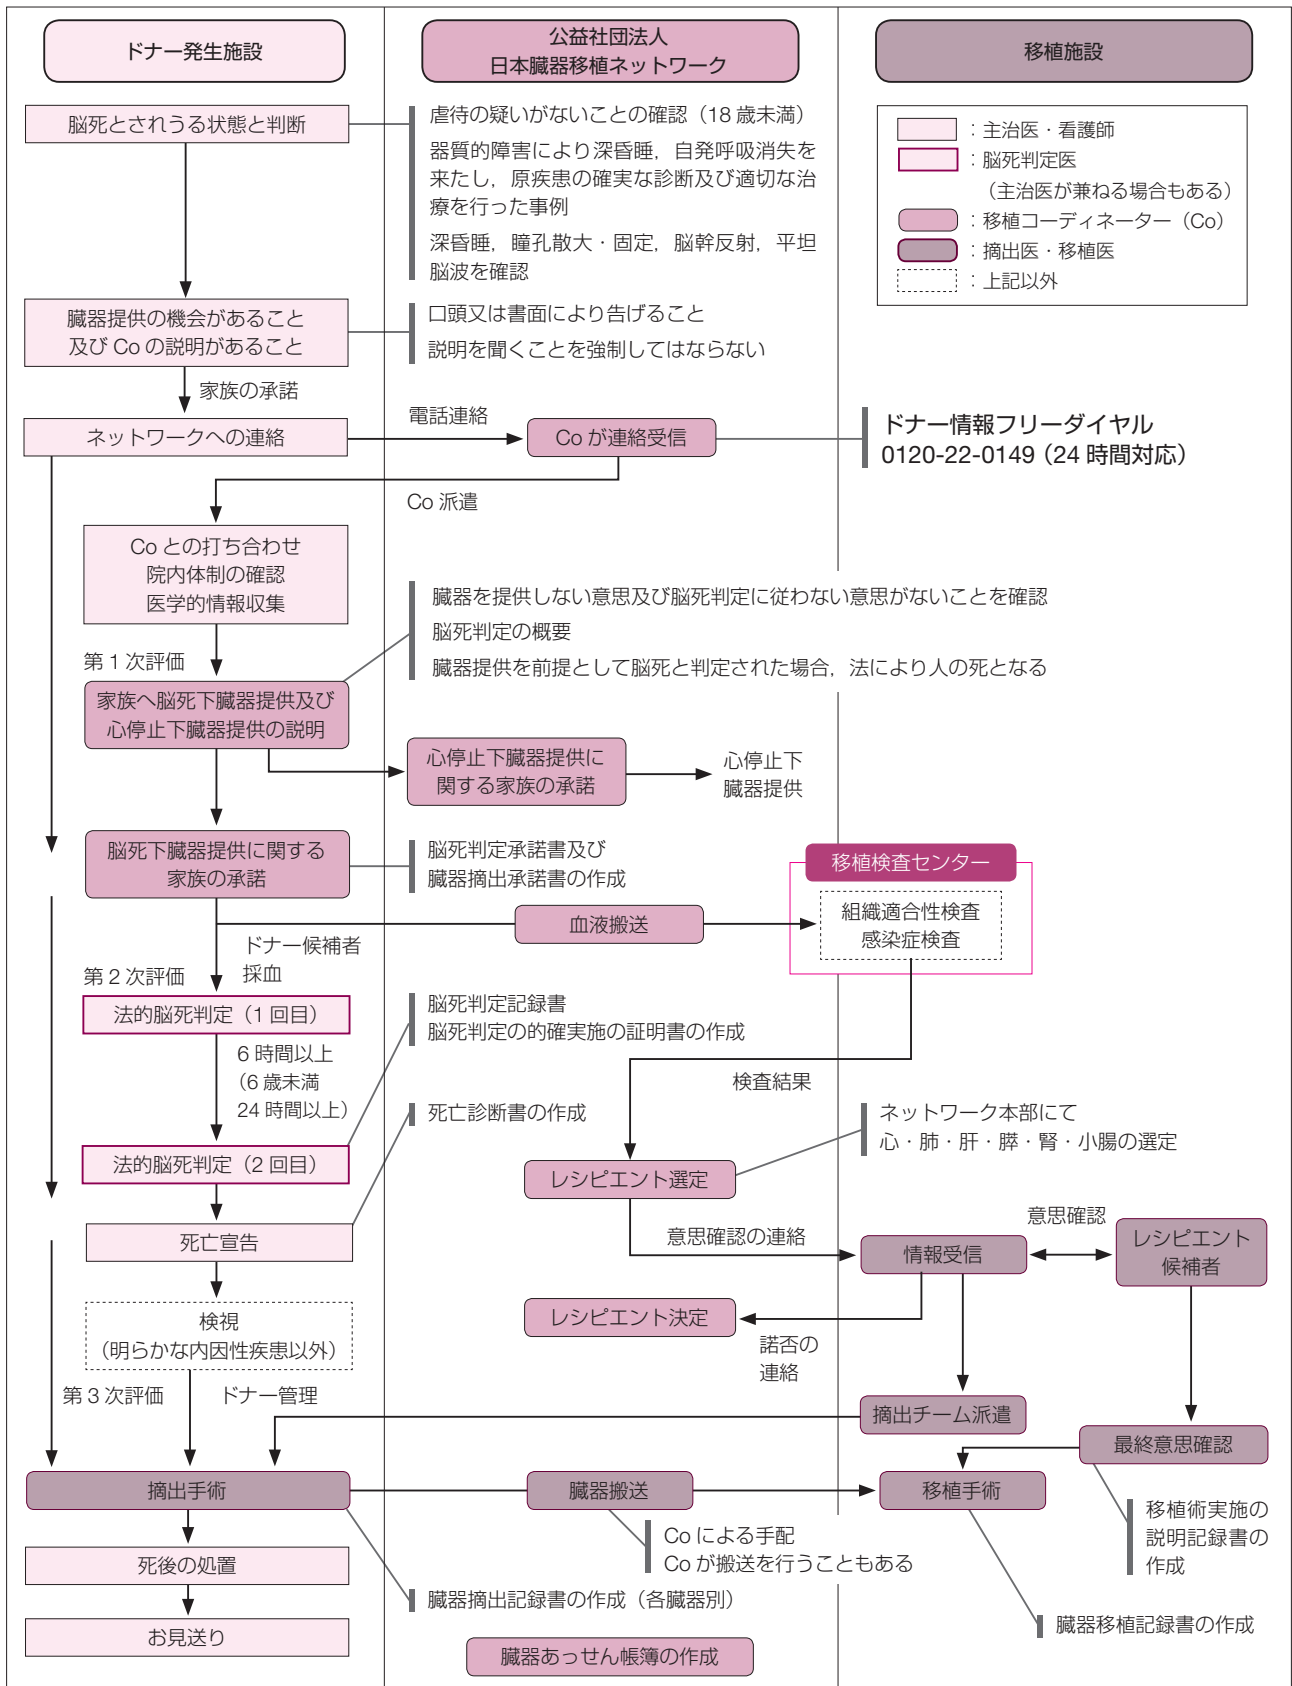 ドナー発生施設
公益社団法人
日本臓器移植ネットワーク
移植施設
脳死とされうる状態と判断
虐待の疑いがないことの確認（18 歳未満）
器質的障害により深昏睡，自発呼吸消失を
来たし，原疾患の確実な診断及び適切な治
療を行った事例
深昏睡，瞳孔散大・固定，脳幹反射，平坦
脳波を確認
：主治医・看護師
：脳死判定医
（主治医が兼ねる場合もある）
：移植コーディネーター（Co）
：摘出医・移植医
：上記以外
臓器提供の機会があること
及び Co の説明があること
口頭又は書面により告げること
説明を聞くことを強制してはならない
家族の承諾
ネットワークへの連絡
電話連絡
Co が連絡受信
ドナー情報フリーダイヤル
0120-22-0149（24 時間対応）
Co 派遣
Co との打ち合わせ
院内体制の確認
医学的情報収集
臓器を提供しない意思及び脳死判定に従わない意思がないことを確認
脳死判定の概要
臓器提供を前提として脳死と判定された場合，法により人の死となる
第 1 次評価
家族へ脳死下臓器提供及び
心停止下臓器提供の説明
心停止下臓器提供に
関する家族の承諾
心停止下
臓器提供
脳死下臓器提供に関する
家族の承諾
脳死判定承諾書及び
臓器摘出承諾書の作成
移植検査センター
組織適合性検査
感染症検査
血液搬送
ドナー候補者
採血
第 2 次評価
法的脳死判定（1 回目）
脳死判定記録書
脳死判定の的確実施の証明書の作成
6 時間以上
（6 歳未満
24 時間以上）
検査結果
死亡診断書の作成
ネットワーク本部にて
心・肺・肝・膵・腎・小腸の選定
法的脳死判定（2 回目）
レシピエント選定
死亡宣告
意思確認の連絡
情報受信
意思確認
レシピエント
候補者
検視
（明らかな内因性疾患以外）
レシピエント決定
諾否の
連絡
第 3 次評価
ドナー管理
摘出チーム派遣
最終意思確認
摘出手術
臓器搬送
移植手術
Co による手配
Co が搬送を行うこともある
移植術実施の
説明記録書の
作成
死後の処置
臓器摘出記録書の作成（各臓器別）
臓器移植記録書の作成
お見送り
臓器あっせん帳簿の作成